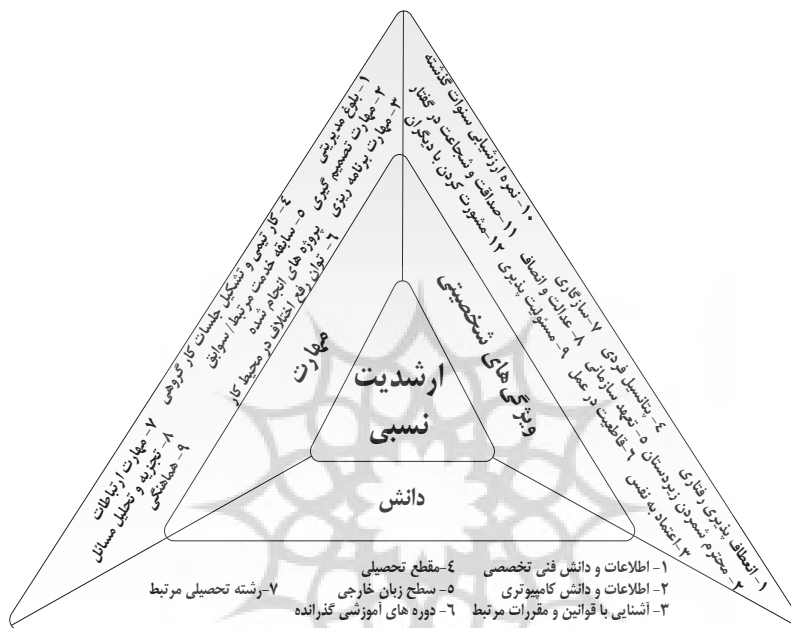 ارشدیت
نسبی
مهارت
ویژگی های شخصیتی
دانش
۱- بلوغ مدیریتی
۲- مهارت تصمیم گیری
۳- مهارت برنامه ریزی
۴- کار تیمی و تشکیل جلسات کار گروهی
۵- سابقه خدمت مرتبط/سوابق
پروژه های انجام شده
۶- توان رفع اختلاف در محیط کار
۷- مهارت ارتباطات
۸- تجزیه و تحلیل مسائل
۹- هماهنگی
۱۰- نمره ارزشیابی سنوات گذشته
۱۱-صداقت و شجاعت در گفتار
۱۲-مشورت کردن با دیگران
۷-سازگاری
۸- عدالت و انصاف
۹- مسئولیت پذیری
۴- پتانسیل فردی
۵- تعهد سازمانی
۶-قاطعیت در عمل
۱- انعطاف پذیری رفتاری
۲- محترم شمردن زیردستان
۳-اعتماد به نفس
۱- اطلاعات و دانش فنی تخصصی ۴-مقطع تحصیلی
۲- اطلاعات و دانش کامپیوتری ۵- سطح زبان خارجی ۷-رشته تحصیلی مرتبط
۳- آشنایی با قوانین و مقررات مرتبط ۶- دوره های آموزشی گذرانده